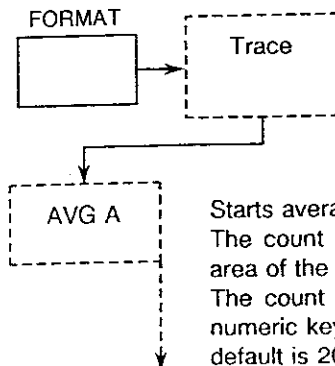 FORMAT
Trace
AVG A
Starts avera
The count
area of the
The count
numeric key
default is 20